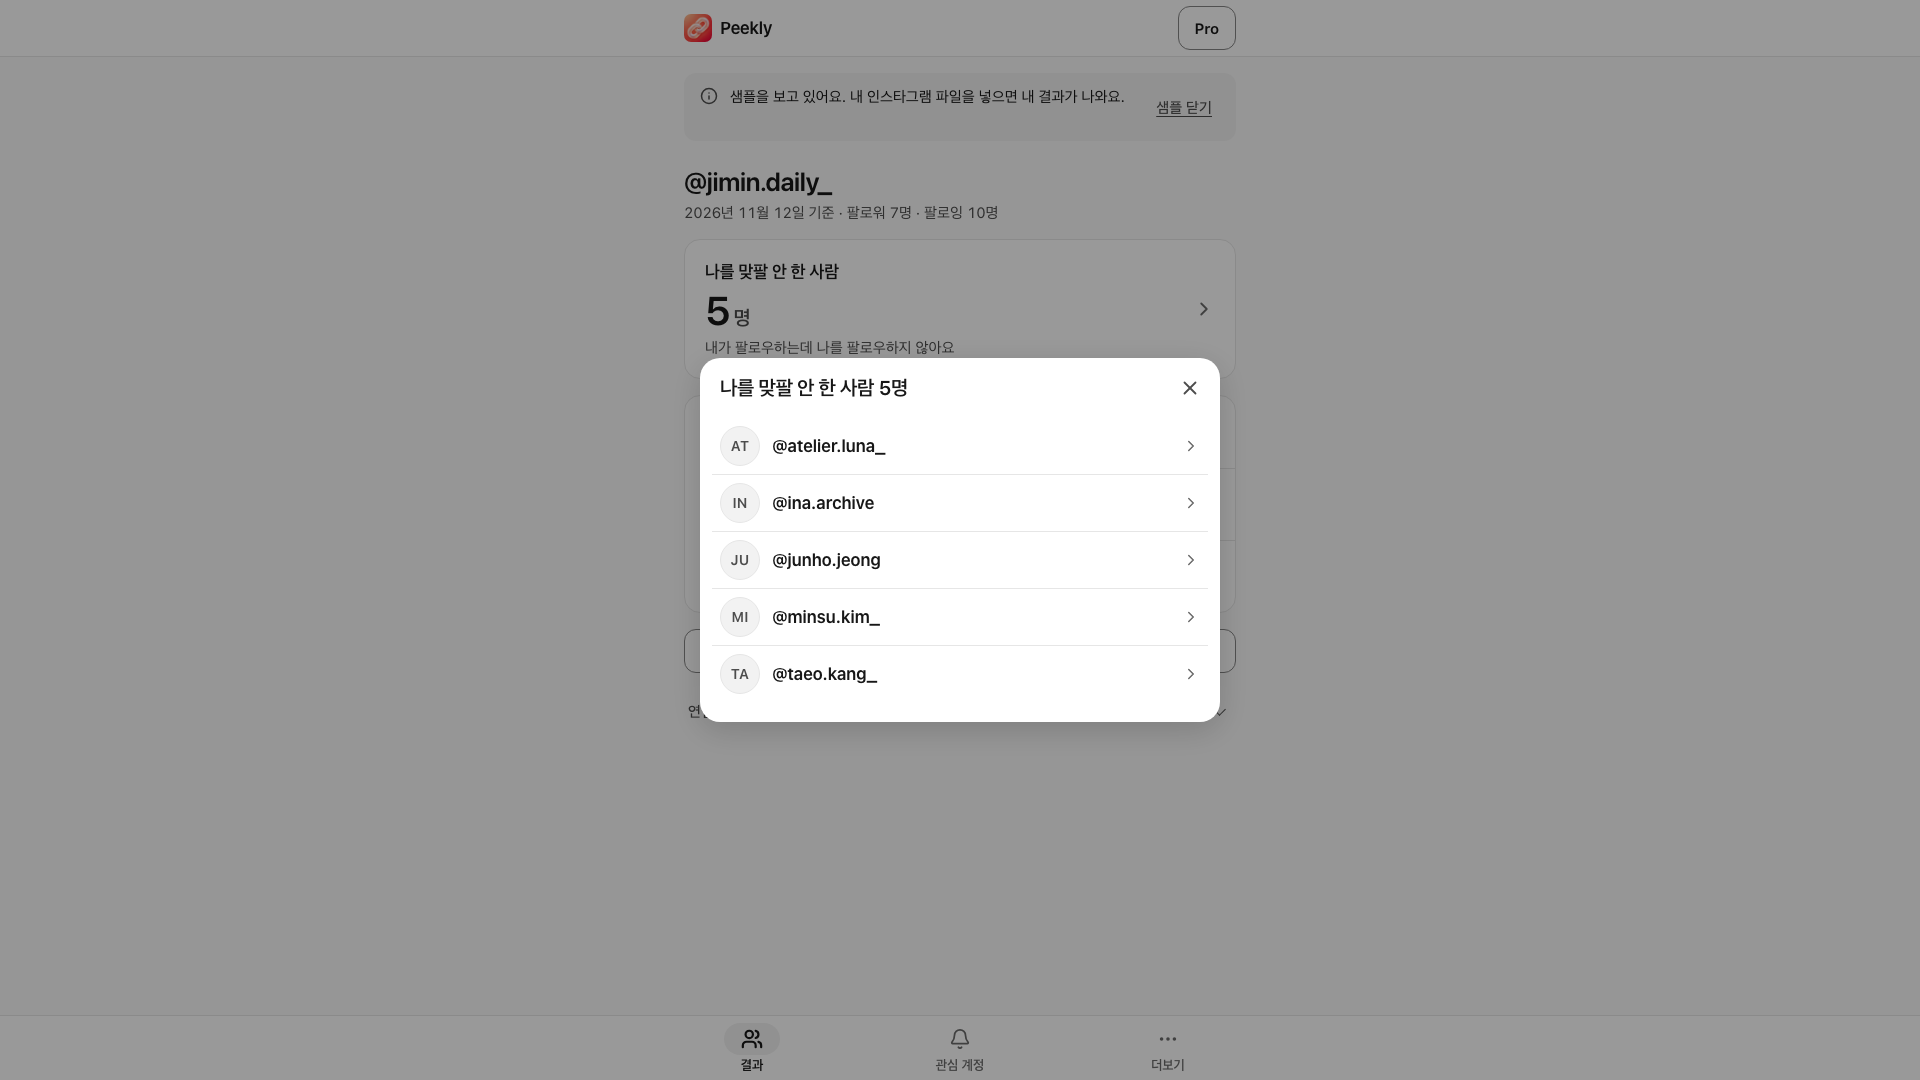 Peekly
Pro
샘플을 보고 있어요. 내 인스타그램 파일을 넣으면 내 결과가 나와요.
샘플 닫기
@jimin.daily_
2026년 11월 12일 기준 · 팔로워 7명 · 팔로잉 10명
나를 맞팔 안 한 사람
5 명
내가 팔로우하는데 나를 팔로우하지 않아요
나를 맞팔 안 한 사람 5명
AT @atelier.luna_
IN @ina.archive
JU @junho.jeong
MI @minsu.kim_
TA @taeo.kang_
결과
관심 계정
더보기